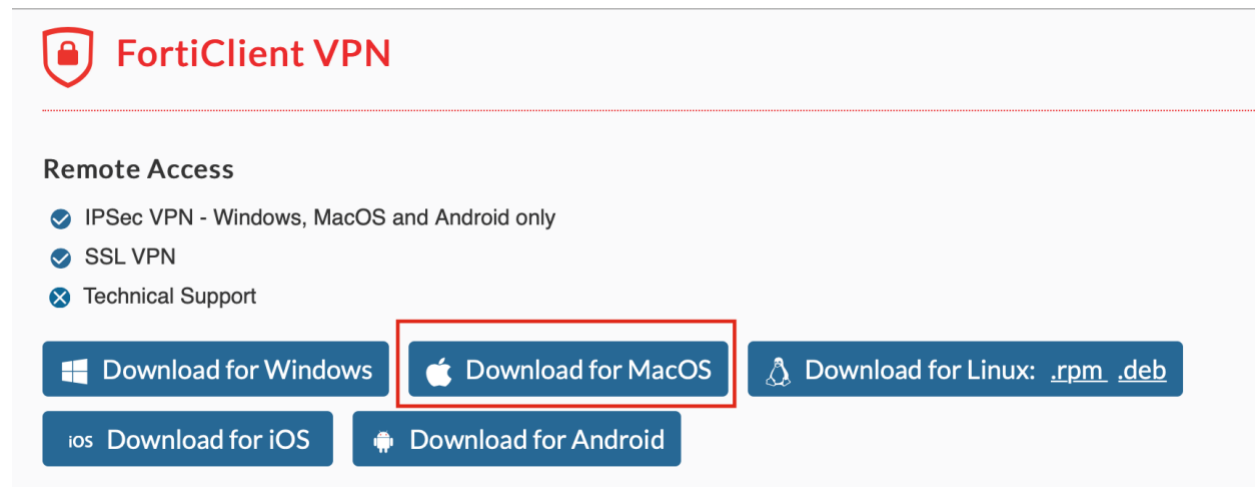 FortiClient VPN
Remote Access
IPSec VPN - Windows, MacOS and Android only
SSL VPN
Technical Support
Download for Windows
Download for MacOS
Download for Linux: .rpm .deb
iOS Download for iOS
Download for Android